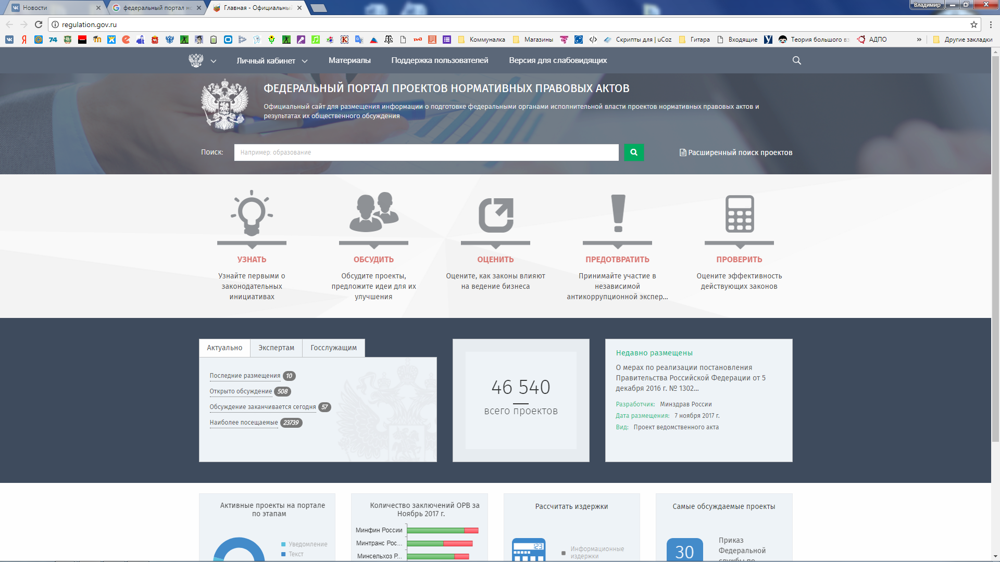 Новости
федеральный портал но
Главная - Официальный
Владимир
regulation.gov.ru
74
Коммуналка
Магазины
Скрипты для | uCoz
Гитара
Входящие
Теория большого вз
АДПО
»
Другие закладки
Личный кабинет
Материалы
Поддержка пользователей
Версия для слабовидящих
ФЕДЕРАЛЬНЫЙ ПОРТАЛ ПРОЕКТОВ НОРМАТИВНЫХ ПРАВОВЫХ АКТОВ
Официальный сайт для размещения информации о подготовке федеральными органами исполнительной власти проектов нормативных правовых актов и
результатах их общественного обсуждения
Поиск:
Например: образование
Расширенный поиск проектов
УЗНАТЬ
Узнайте первыми о
законодательных
инициативах
ОБСУДИТЬ
Обсудите проекты,
предложите идеи для их
улучшения
ОЦЕНИТЬ
Оцените, как законы влияют
на ведение бизнеса
ПРЕДОТВРАТИТЬ
Принимайте участие в
независимой
антикоррупционной экспер...
ПРОВЕРИТЬ
Оцените эффективность
действующих законов
Актуально
Экспертам
Госслужащим
Последние размещения 10
Открыто обсуждение 508
Обсуждение заканчивается сегодня 57
Наиболее посещаемые 23739
46 540
всего проектов
Недавно размещены
О мерах по реализации постановления
Правительства Российской Федерации от 5
декабря 2016 г. № 1302...
Разработчик: Минздрав России
Дата размещения: 7 ноября 2017 г.
Вид: Проект ведомственного акта
Активные проекты на портале
по этапам
Уведомление
Текст
Количество заключений ОРВ за
Ноябрь 2017 г.
Минфин России
Минтранс Рос...
Минсельхоз Р...
Рассчитать издержки
123
Информационные
издержки
Самые обсуждаемые проекты
30
Приказ
Федеральной
службы по